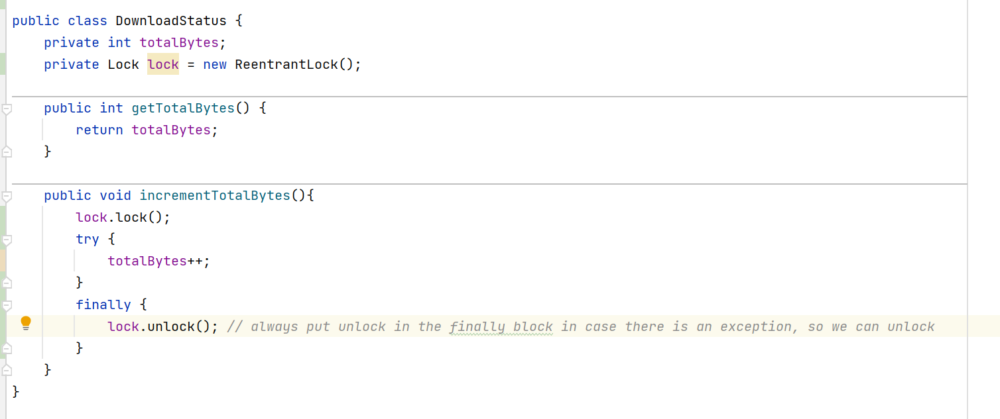 public class DownloadStatus {
    private int totalBytes;
    private Lock lock = new ReentrantLock();
    public int getTotalBytes() {
        return totalBytes;
    }
    public void incrementTotalBytes(){
        lock.lock();
        try {
            totalBytes++;
        }
        finally {
            lock.unlock(); // always put unlock in the finally block in case there is an exception, so we can unlock
        }
    }
}